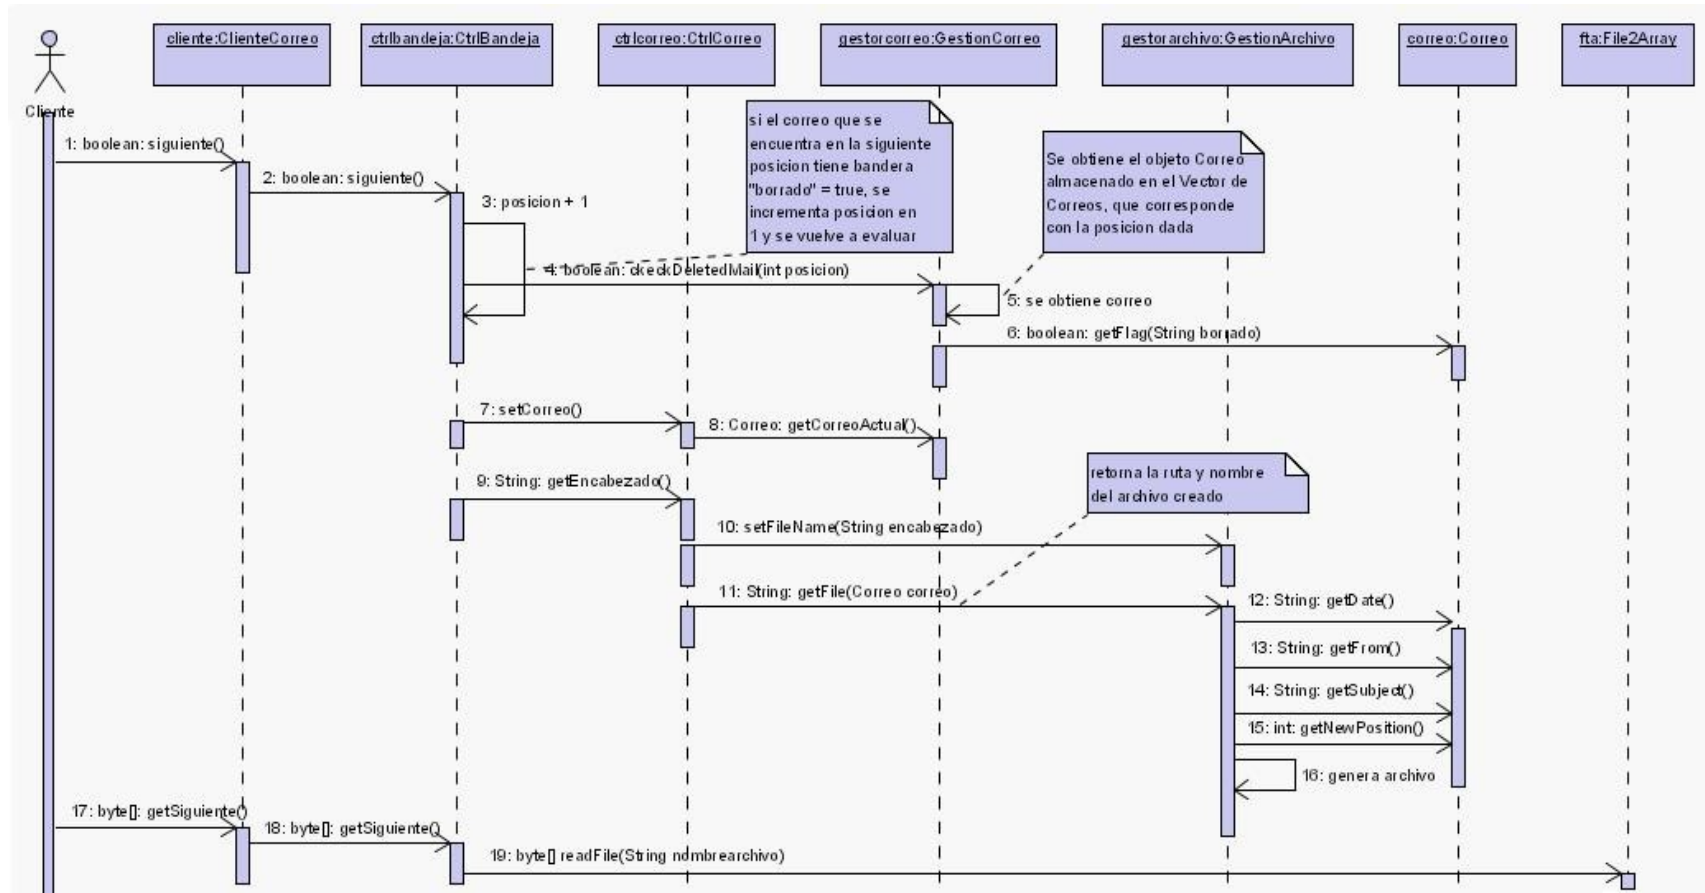 cliente:ClienteCorreo
ctrlbandeja:CtrlBandeja
ctrlcorreo:CtrlCorreo
gestorcorreo:GestionCorreo
gestorarchivo:GestionArchivo
correo:Correo
fta:File2Array
Cliente
si el correo que se
encuentra en la siguiente
posicion tiene bandera
"borrado" = true, se
incrementa posicion en
1 y se vuelve a evaluar
Se obtiene el objeto Correo
almacenado en el Vector de
Correos, que corresponde
con la posicion dada
1: boolean: siguiente()
2: boolean: siguiente()
3: posicion + 1
4: boolean: ckeckDeletedMail(int posicion)
5: se obtiene correo
6: boolean: getFlag(String borrado)
7: setCorreo()
8: Correo: getCorreoActual()
retorna la ruta y nombre
del archivo creado
9: String: getEncabezado()
10: setFileName(String encabezado)
11: String: getFile(Correo correo)
12: String: getDate()
13: String: getFrom()
14: String: getSubject()
15: int: getNewPosition()
16: genera archivo
17: byte[]: getSiguiente()
18: byte[]: getSiguiente()
19: byte[] readFile(String nombrearchivo)